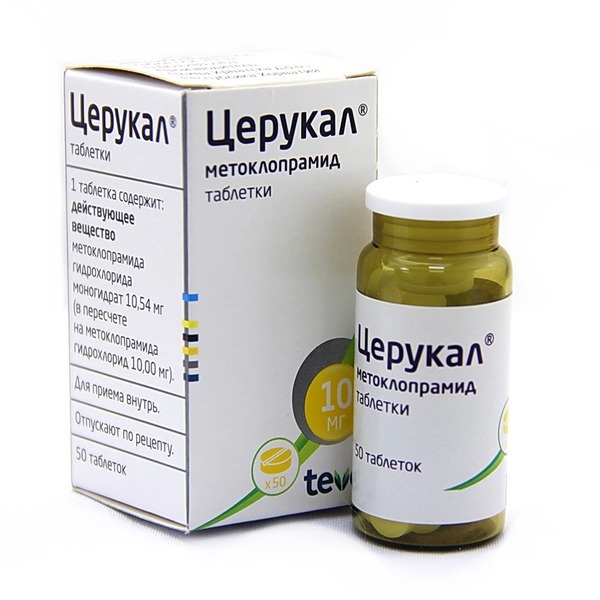 Церукал®
таблетки
1 таблетка содержит:
действующее
вещество
метоклопрамида
гидрохлорида
моногидрат 10,54 мг
(в пересчете
на метоклопрамида
гидрохлорид 10,00 мг).
Для приема внутрь.
Отпускают по рецепту.
50 таблеток
Церукал®
метоклопрамид
таблетки
10
МГ
x50
teva
Церукал®
метоклопрамид
таблетки
50 таблеток